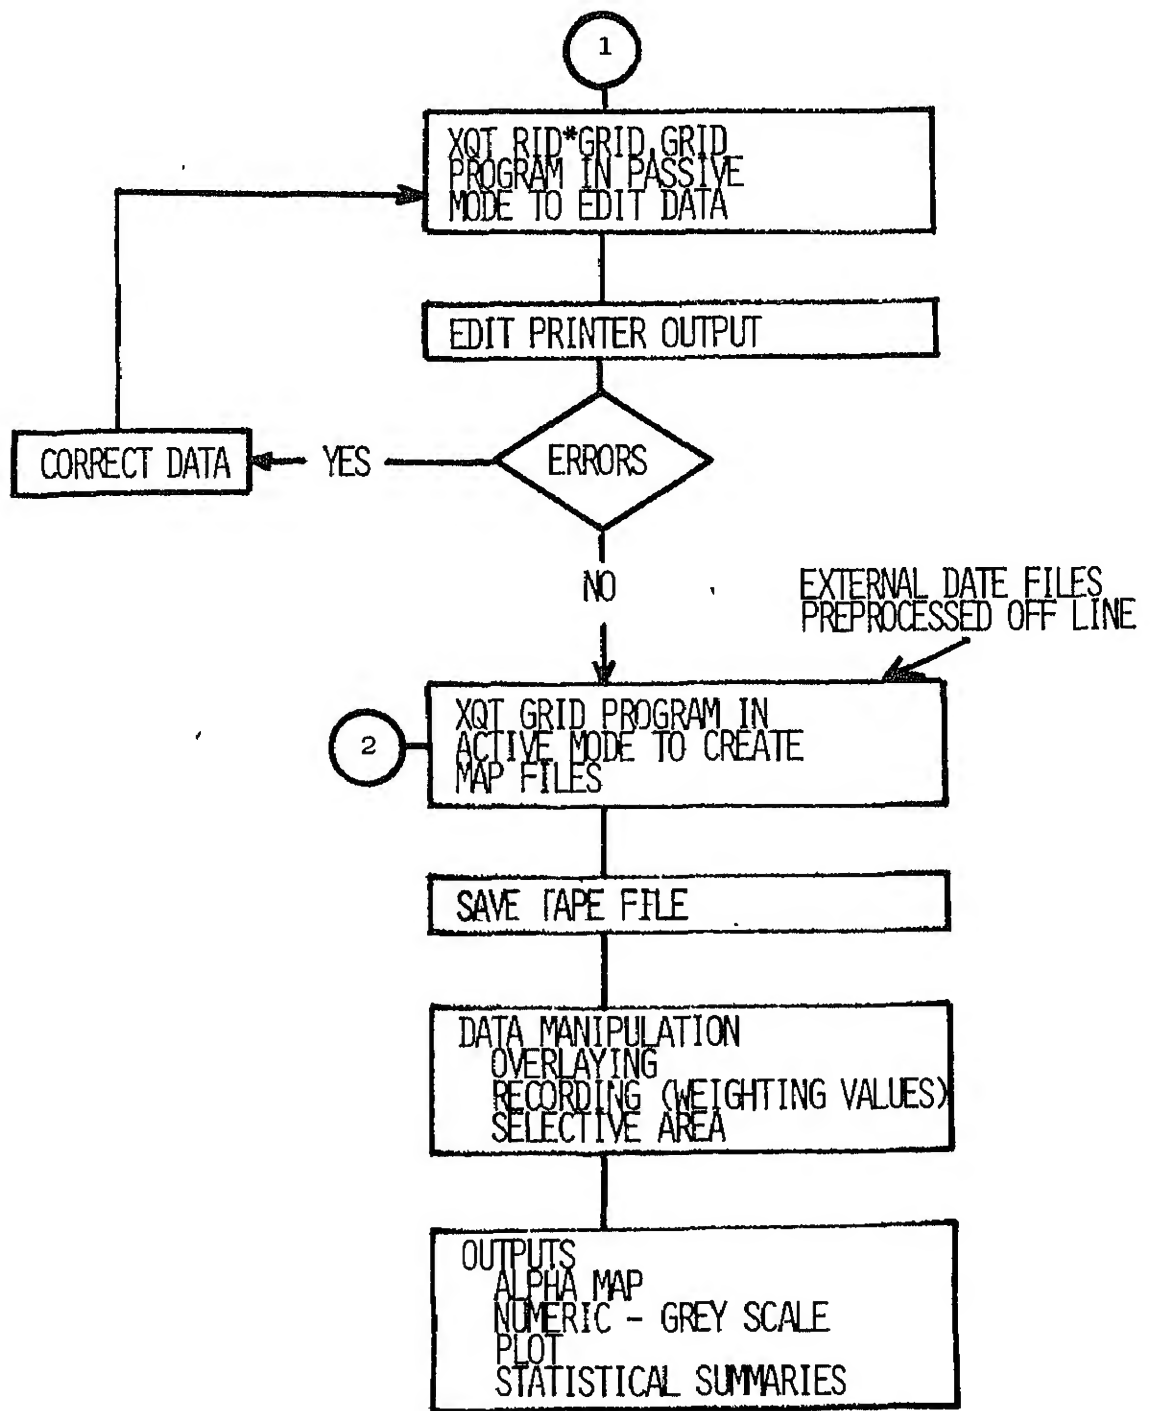 1
XQT RID*GRID.GRID
PROGRAM IN PASSIVE
MODE TO EDIT DATA
EDIT PRINTER OUTPUT
ERRORS
YES
CORRECT DATA
NO
EXTERNAL DATE FILES
PREPROCESSED OFF LINE
2
XQT GRID PROGRAM IN
ACTIVE MODE TO CREATE
MAP FILES
SAVE TAPE FILE
DATA MANIPULATION
OVERLAYING
RECORDING (WEIGHTING VALUES)
SELECTIVE AREA
OUTPUTS
ALPHA MAP
NUMERIC - GREY SCALE
PLOT
STATISTICAL SUMMARIES